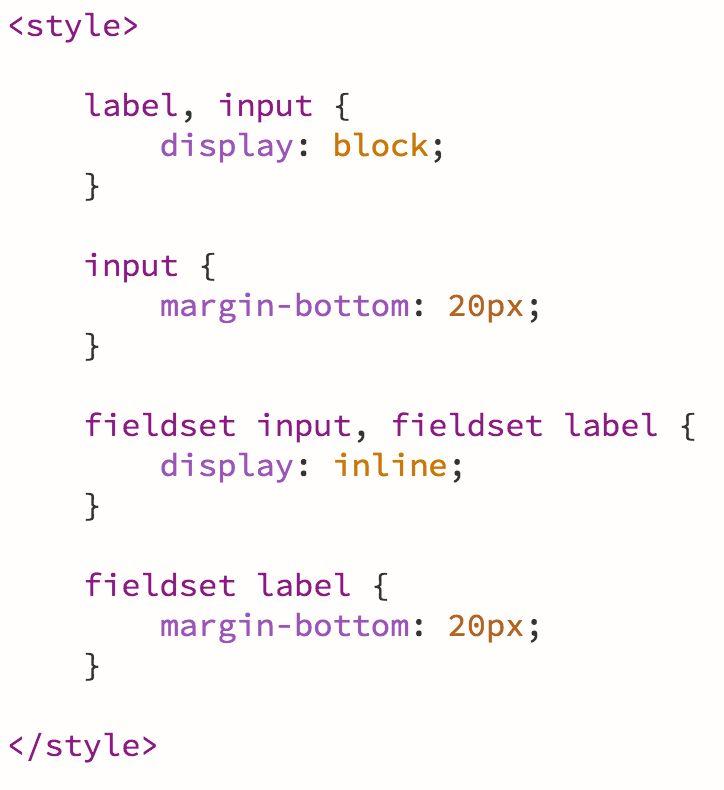 <style>
label, input {
display: block;
}
input {
margin-bottom: 20px;
}
fieldset input, fieldset label {
display: inline;
}
fieldset label {
margin-bottom: 20px;
}
</style>